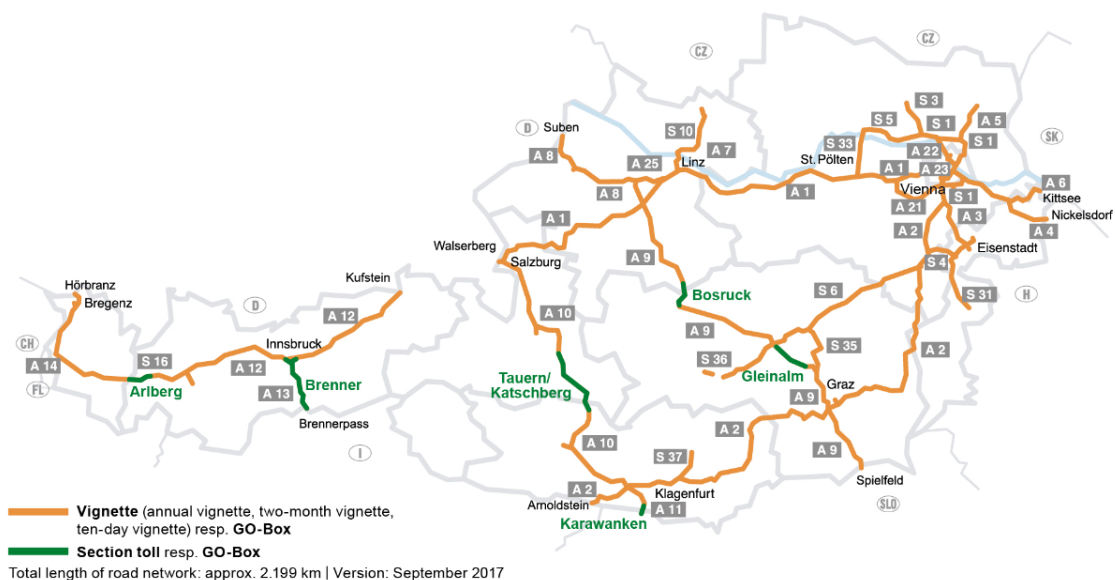 CZ
CZ
S 3
A 5
S 5
S 1
D
Suben
S 10
S 33
S 1
SK
A 7
A 22
A 8
A 25
Linz
St. Pölten
A 1
A 23
A 6
A 8
A 1
Vienna
S 1
Kittsee
A 21
A 3
Nickelsdorf
A 1
A 2
A 4
Walserberg
Salzburg
Eisenstadt
A 9
S 4
Kufstein
Hörbranz
D
Bosruck
S 6
S 31
H
Bregenz
A 12
A 10
A 9
CH
Innsbruck
S 35
A 14
S 16
A 12
S 36
A 2
FL
Arlberg
A 13
Brenner
Tauern/
Katschberg
Gleinalm
Graz
A 9
Brennerpass
A 2
A 10
I
S 37
A 9
Spielfeld
A 2
Klagenfurt
SLO
Arnoldstein
A 11
Karawanken
Vignette (annual vignette, two-month vignette,
ten-day vignette) resp. GO-Box
Section toll resp. GO-Box
Total length of road network: approx. 2.199 km | Version: September 2017